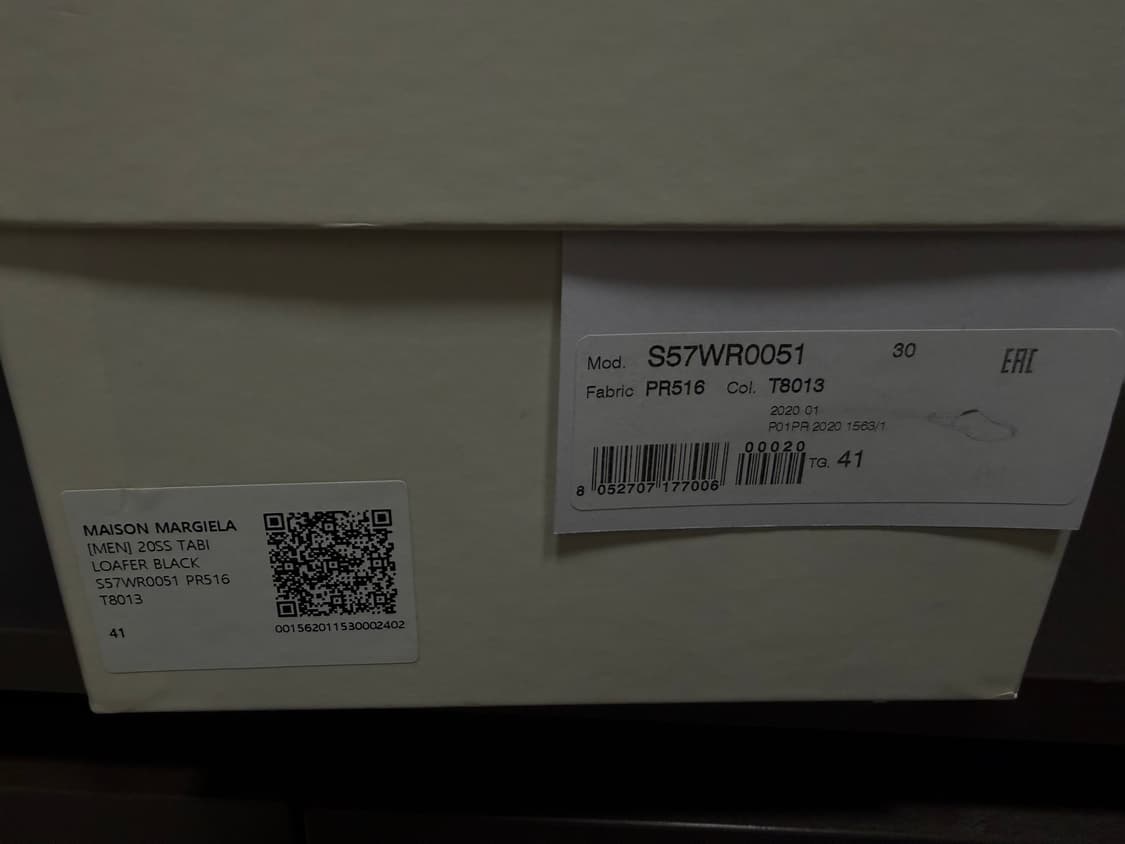 Mod. S57WR0051 30 EAC
Fabric PR516 Col. T8013
2020 01
P01PR 2020 1563/1
00020
TG. 41
8 052707 177006
MAISON MARGIELA
[MEN] 20SS TABI
LOAFER BLACK
S57WR0051 PR516
T8013
41
001562011530002402